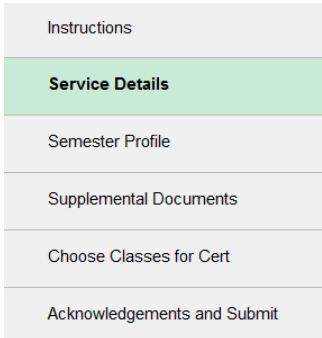 Instructions
Service Details
Semester Profile
Supplemental Documents
Choose Classes for Cert
Acknowledgements and Submit